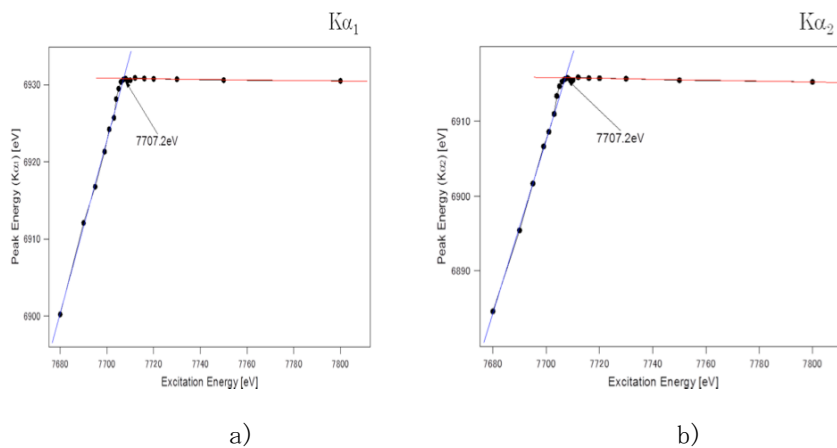 Kα1
Kα2
6930
6920
6910
6900
Peak Energy (Kα1) [eV]
7707.2eV
7680
7700
7720
7740
7760
7780
7800
Excitation Energy [eV]
6910
6900
6890
Peak Energy (Kα2) [eV]
7707.2eV
7680
7700
7720
7740
7760
7780
7800
Excitation Energy [eV]
a)
b)